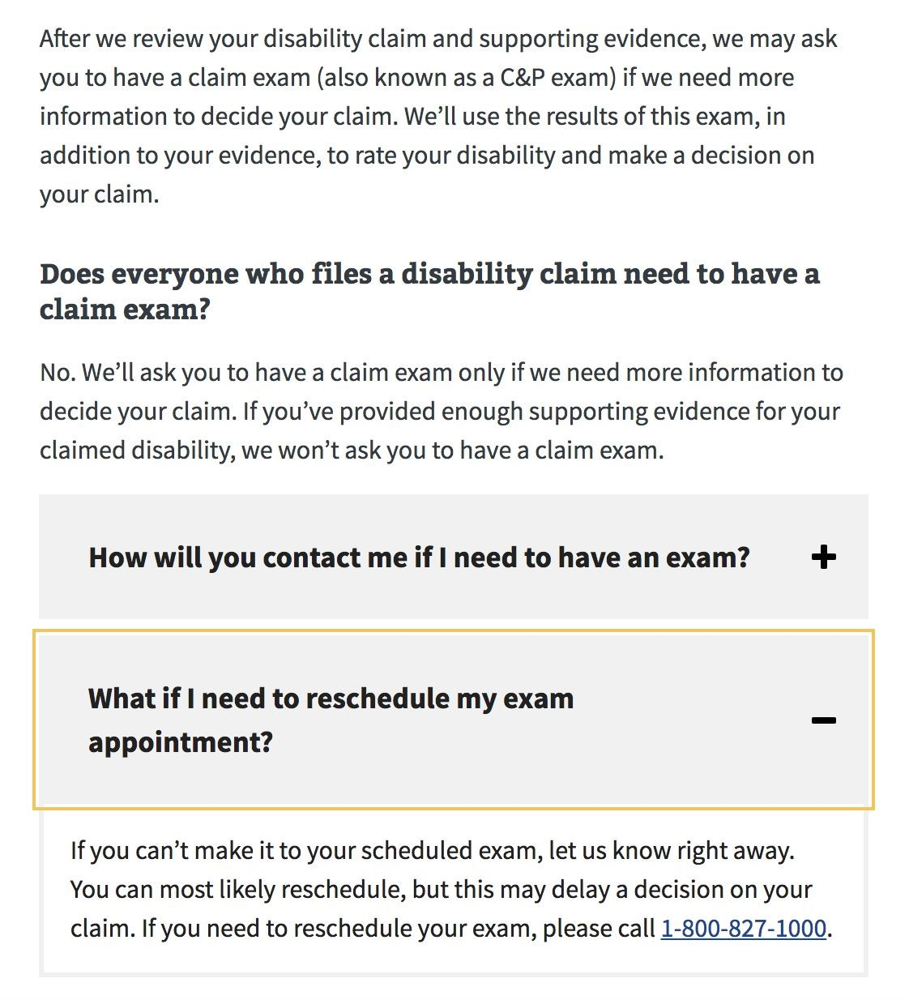 After we review your disability claim and supporting evidence, we may ask
you to have a claim exam (also known as a C&P exam) if we need more
information to decide your claim. We’ll use the results of this exam, in
addition to your evidence, to rate your disability and make a decision on
your claim.
Does everyone who files a disability claim need to have a
claim exam?
No. We’ll ask you to have a claim exam only if we need more information to
decide your claim. If you’ve provided enough supporting evidence for your
claimed disability, we won’t ask you to have a claim exam.
How will you contact me if I need to have an exam?
What if I need to reschedule my exam
appointment?
If you can’t make it to your scheduled exam, let us know right away.
You can most likely reschedule, but this may delay a decision on your
claim. If you need to reschedule your exam, please call 1-800-827-1000.